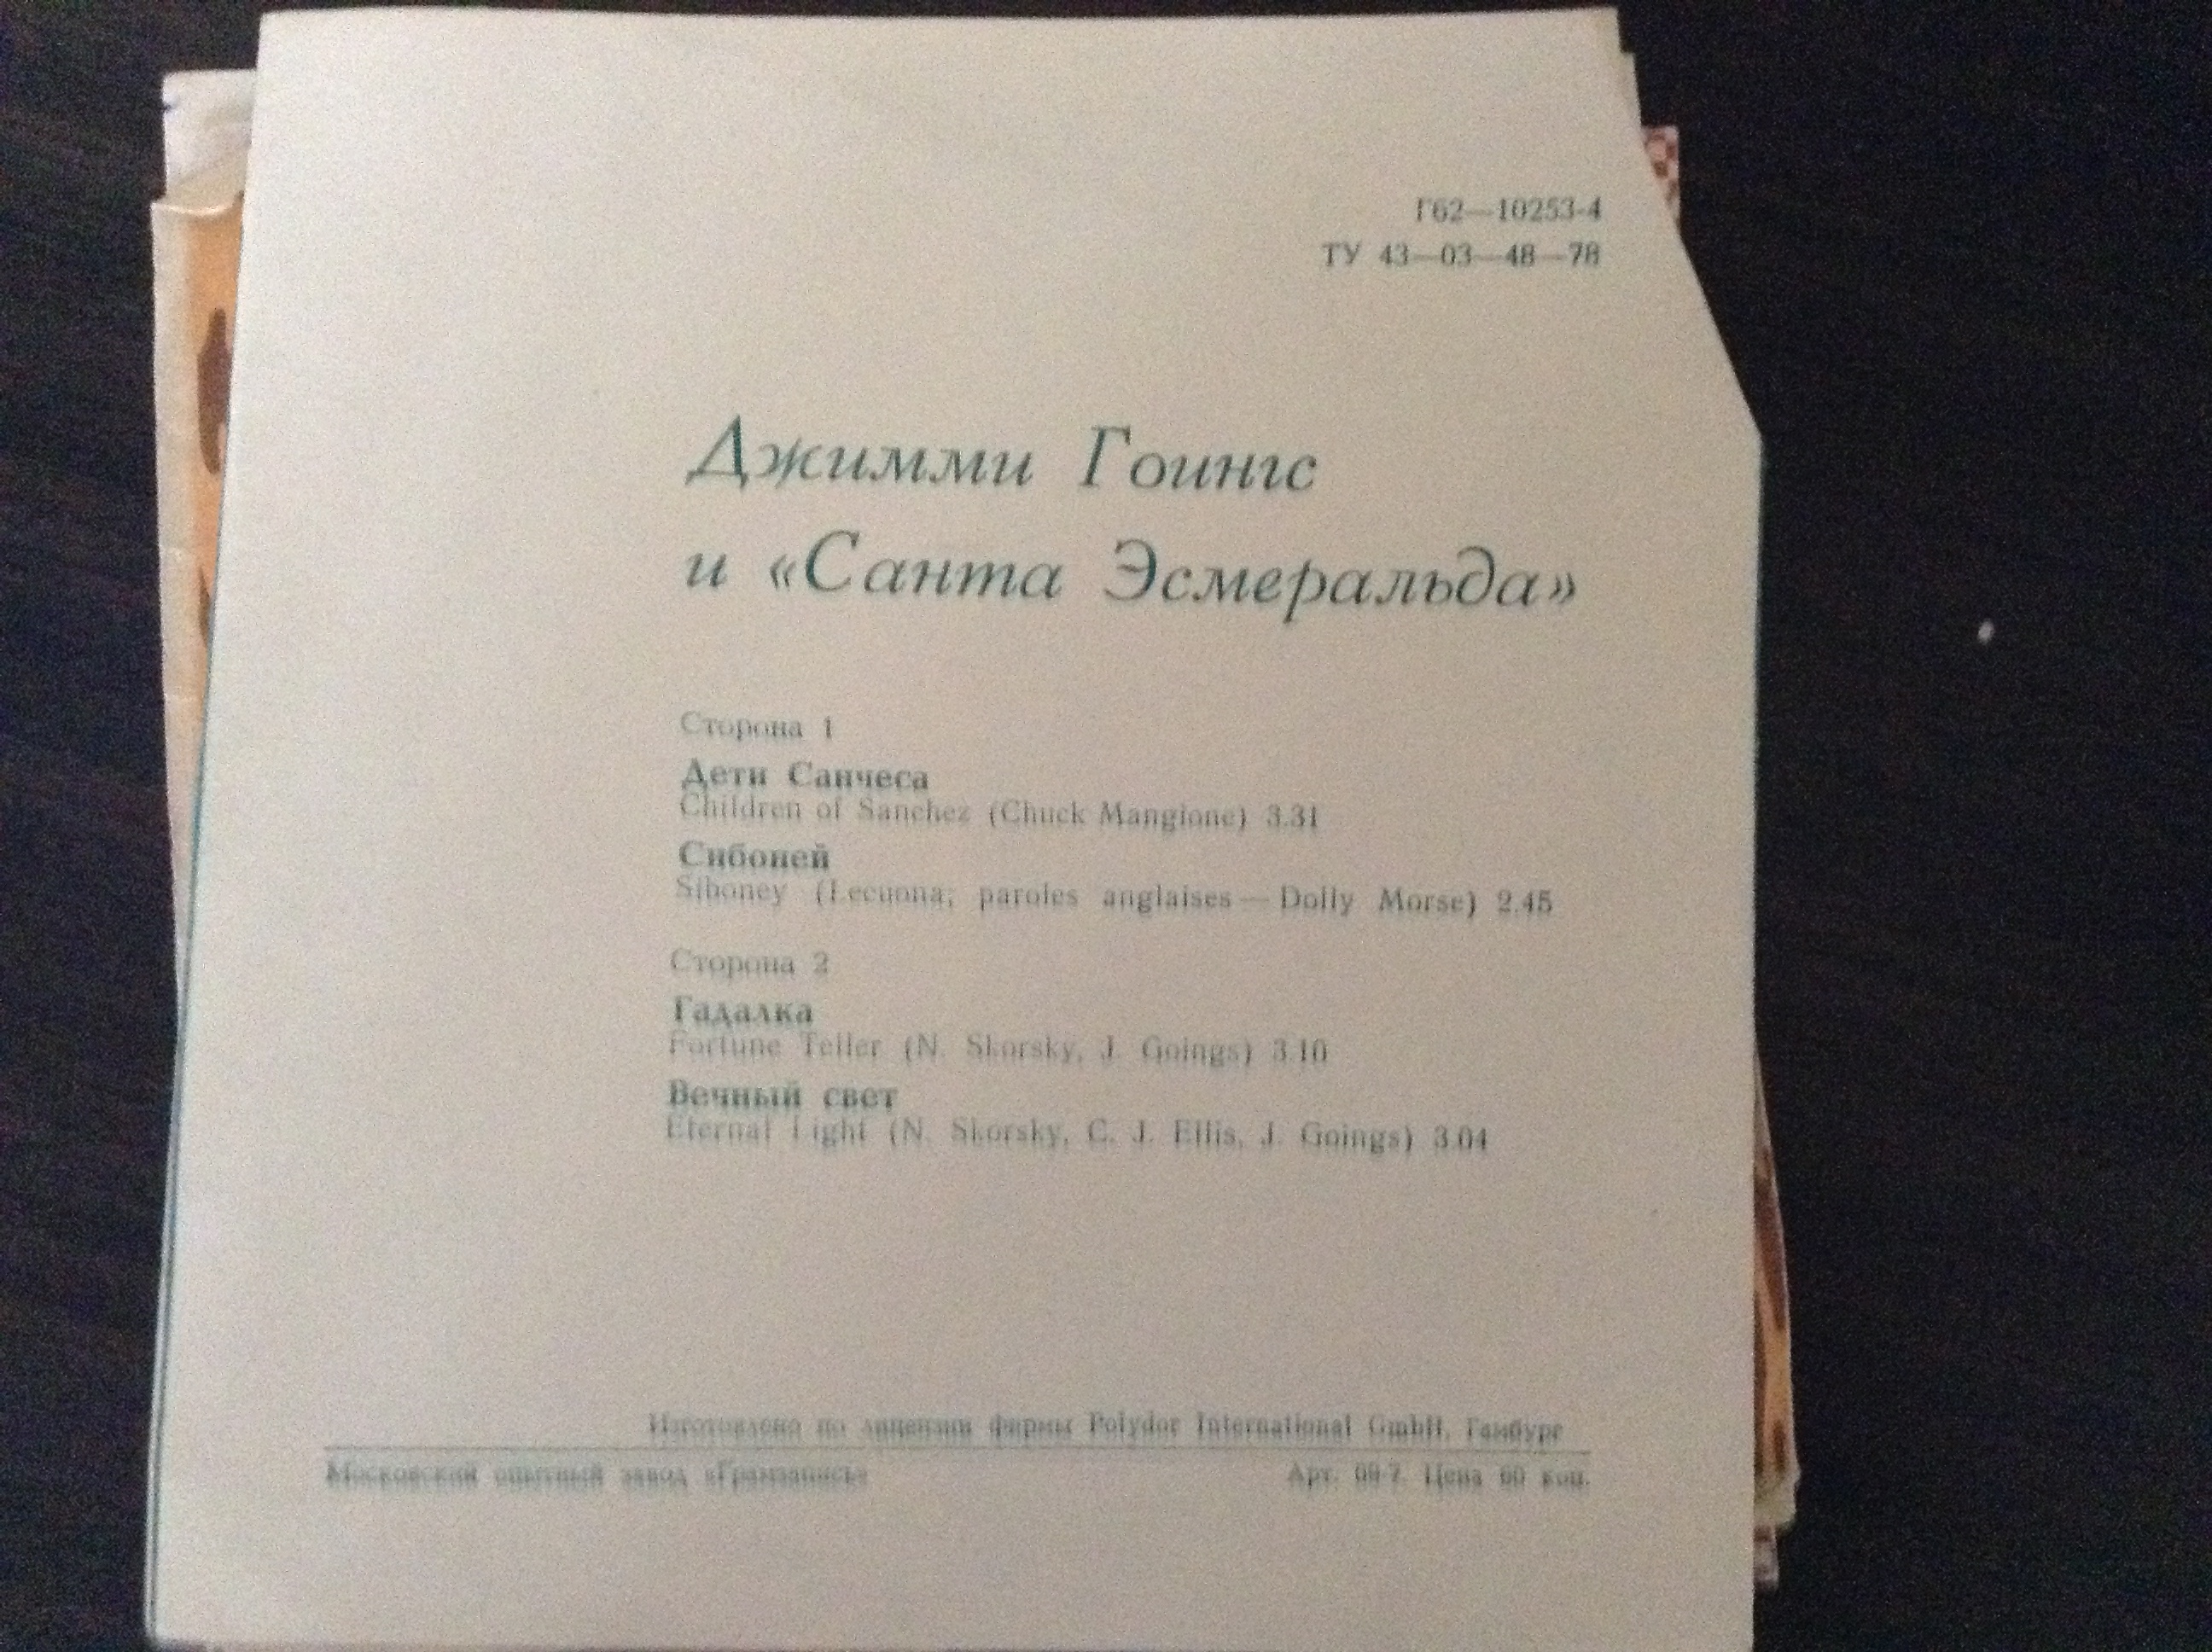 Г62—10253-4
ТУ 43—03—48—78
Джимми Гоингс
и «Санта Эсмеральда»
Сторона 1
Дети Санчеса
Children of Sanchez (Chuck Mangione) 3.31
Сибоней
Siboney (Lecuona; paroles anglaises — Dolly Morse) 2.45
Сторона 2
Гадалка
Fortune Teller (N. Skorsky, J. Goings) 3.10
Вечный свет
Eternal Light (N. Skorsky, C. J. Ellis, J. Goings) 3.04
Изготовлено по лицензии фирмы Polydor International GmbH, Гамбург
Московский опытный завод «Грамзапись»
Арт. 09-7. Цена 60 коп.